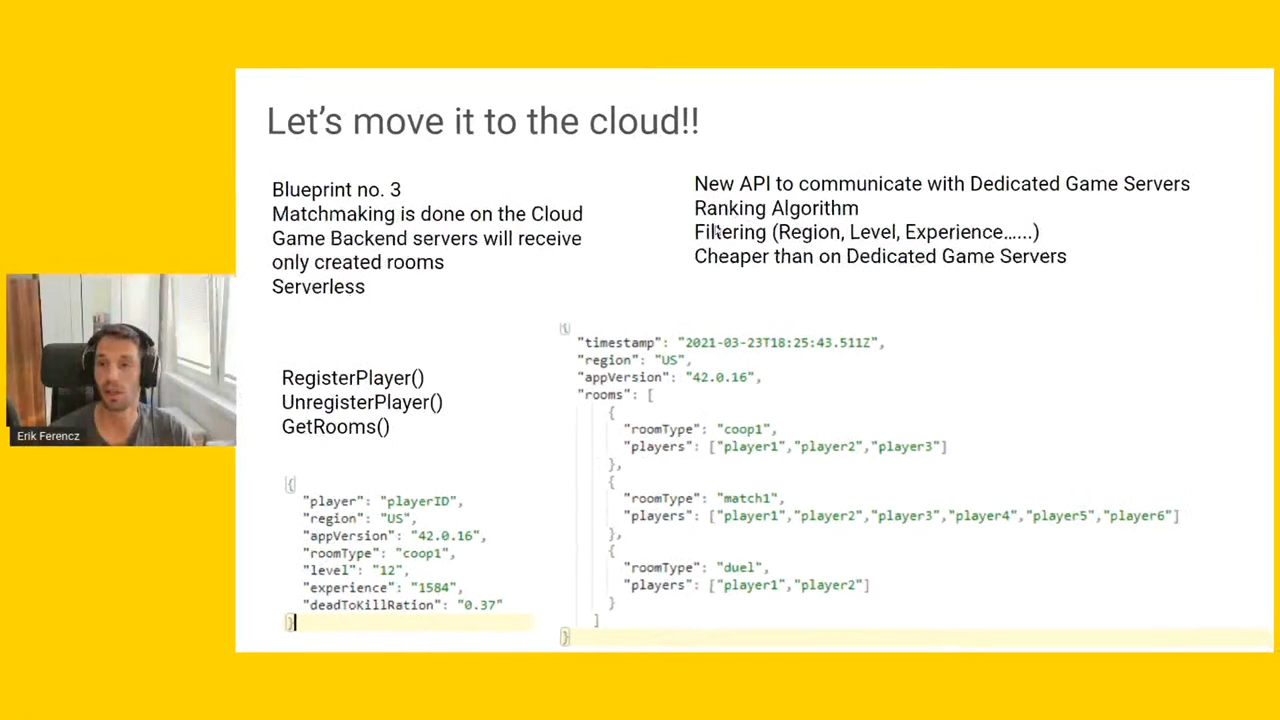 Let's move it to the cloud!!
Blueprint no. 3
Matchmaking is done on the Cloud
Game Backend servers will receive
only created rooms
Serverless
New API to communicate with Dedicated Game Servers
Ranking Algorithm
Filtering (Region, Level, Experience......)
Cheaper than on Dedicated Game Servers
RegisterPlayer()
UnregisterPlayer()
GetRooms()
{
"player": "playerID",
"region": "US",
"appVersion": "42.0.16",
"roomType": "coop1",
"level": "12",
"experience": "1584",
"deadToKillRation": "0.37"
}
{
"timestamp": "2021-03-23T18:25:43.511Z",
"region": "US",
"appVersion": "42.0.16",
"rooms": [
{
"roomType": "coop1",
"players": ["player1","player2","player3"]
},
{
"roomType": "match1",
"players": ["player1","player2","player3","player4","player5","player6"]
},
{
"roomType": "duel",
"players": ["player1","player2"]
}
]
}
Erik Ferencz